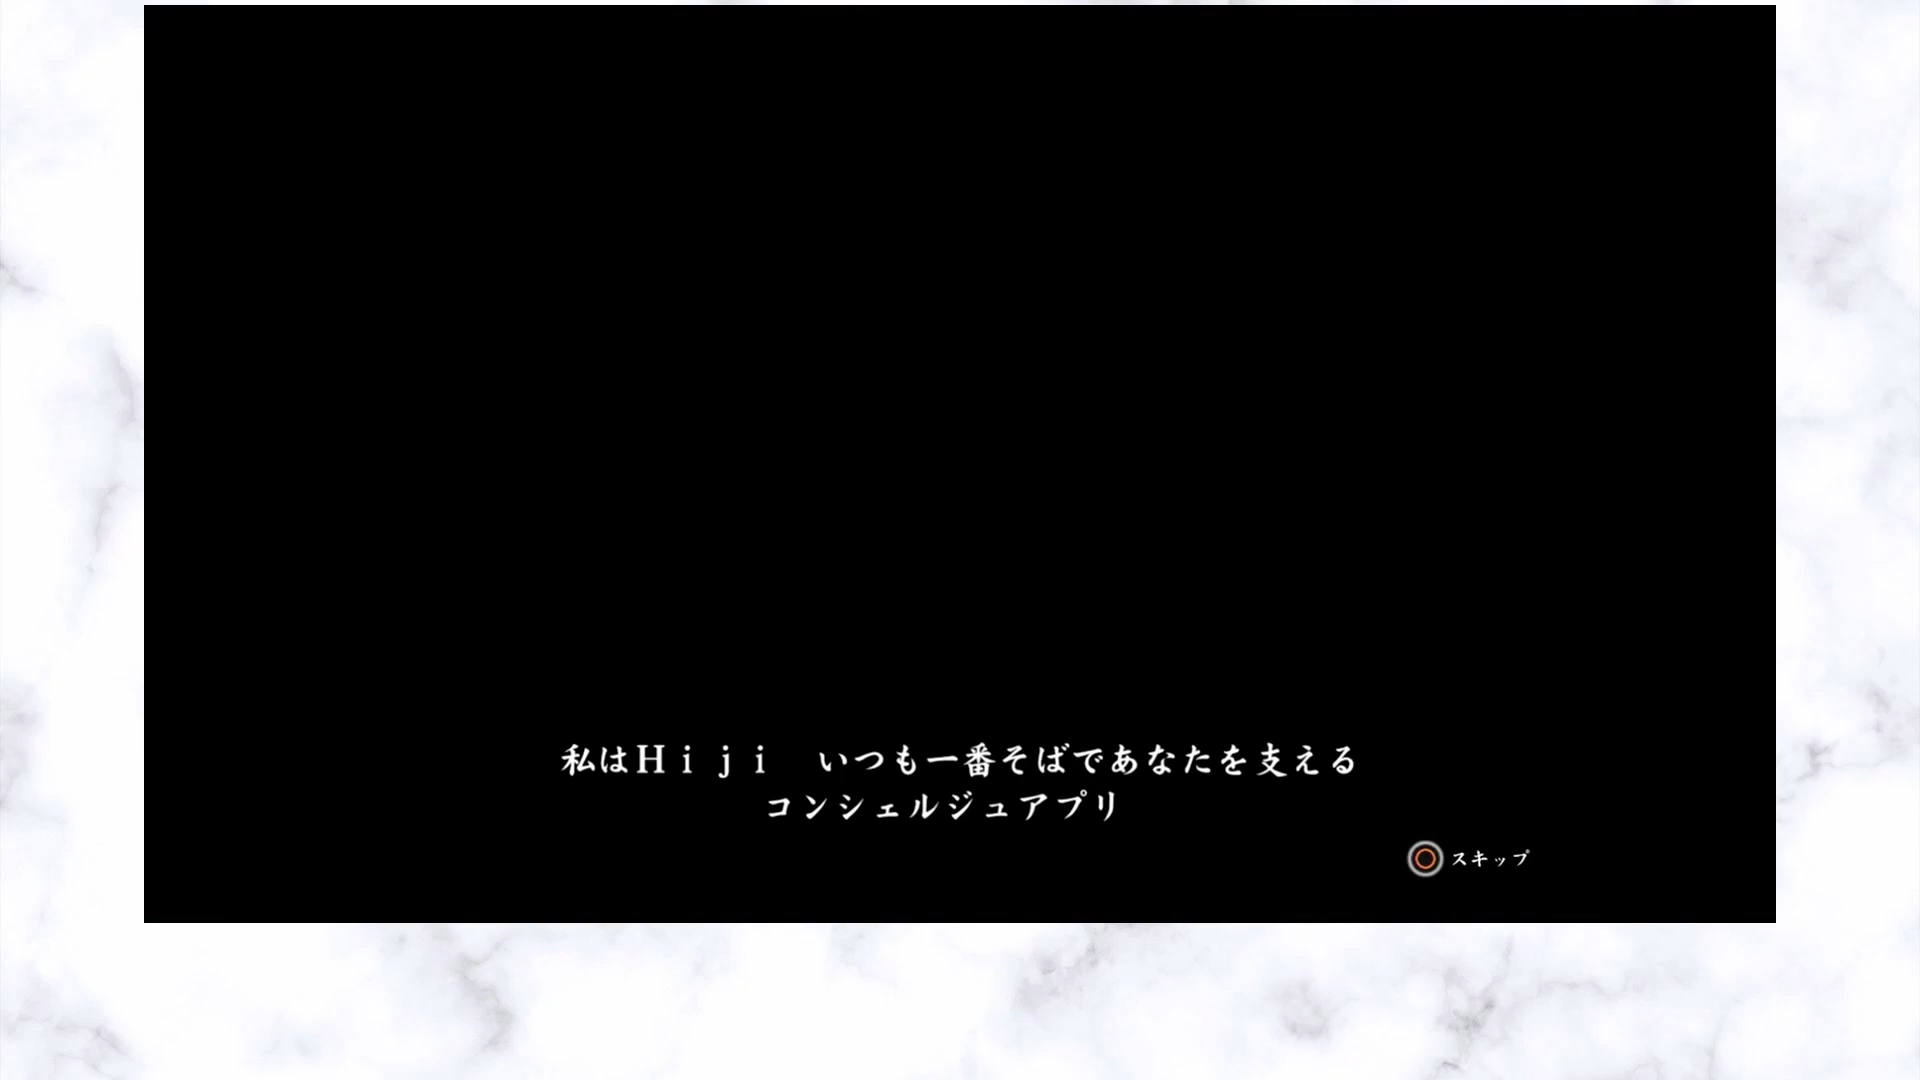 私はＨｉｊｉ　いつも一番そばであなたを支える
コンシェルジュアプリ
スキップ